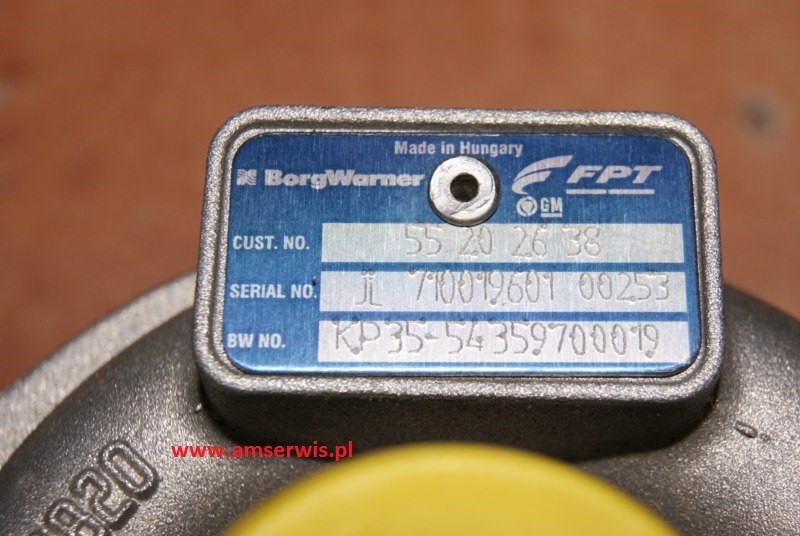 Made in Hungary
BorgWarner FPT
GM
CUST. NO. 55 20 26 38
SERIAL NO. JL 710019601 00253
BW NO. KP35-54359700019
www.amserwis.pl
820